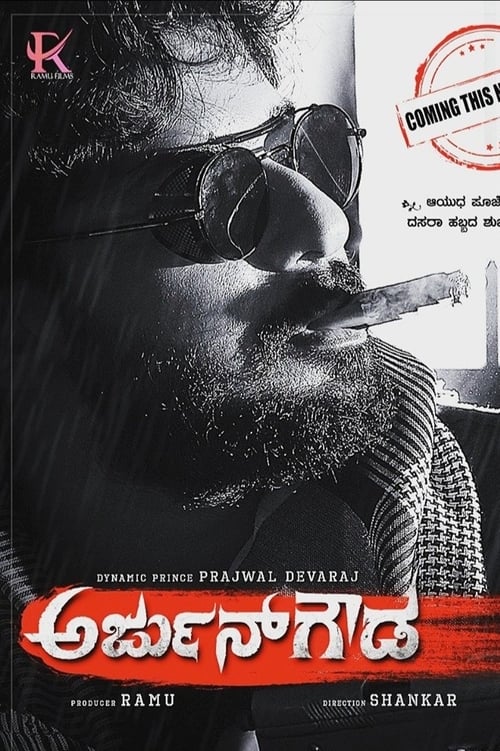 RAMU FILMS
COMING THIS
ಆಯುಧ ಪೂಜೆ
ದಸರಾ ಹಬ್ಬದ
DYNAMIC PRINCE PRAJWAL DEVARAJ
ಅರ್ಜುನ್‌ಗೌಡ
PRODUCER RAMU DIRECTION SHANKAR